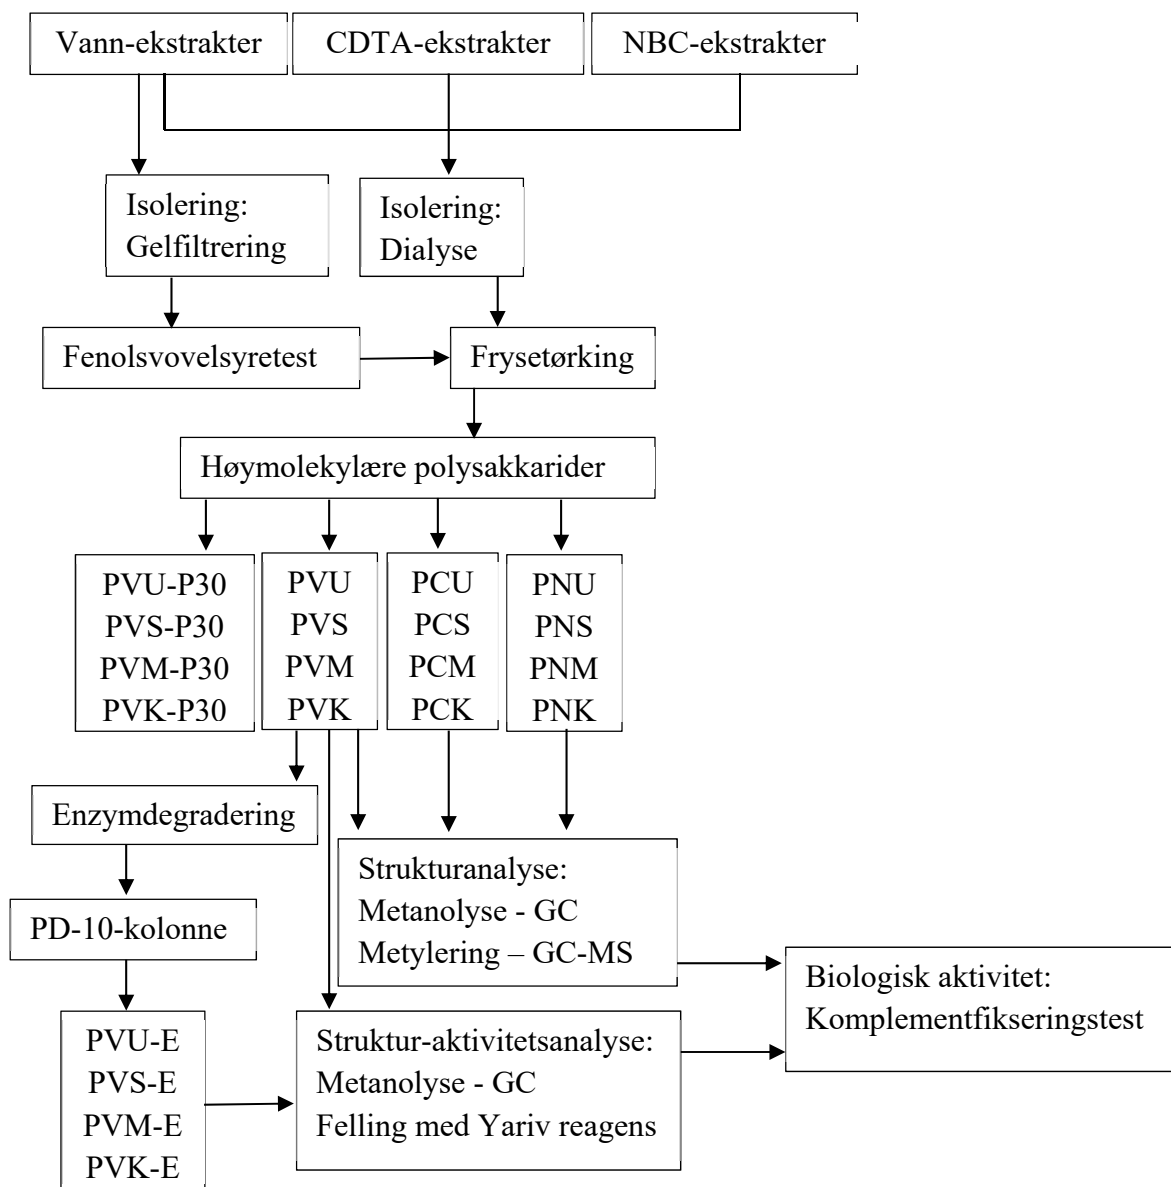 Vann-ekstrakter
CDTA-ekstrakter
NBC-ekstrakter
Isolering:
Gelfiltrering
Isolering:
Dialyse
Fenolsvovelsyretest
Frysetørking
Høymolekylære polysakkarider
PVU-P30
PVS-P30
PVM-P30
PVK-P30
PVU
PVS
PVM
PVK
PCU
PCS
PCM
PCK
PNU
PNS
PNM
PNK
Enzymdegradering
Strukturanalyse:
Metanolyse - GC
Metylering – GC-MS
PD-10-kolonne
Biologisk aktivitet:
Komplementfikseringstest
PVU-E
PVS-E
PVM-E
PVK-E
Struktur-aktivitetsanalyse:
Metanolyse - GC
Felling med Yariv reagens